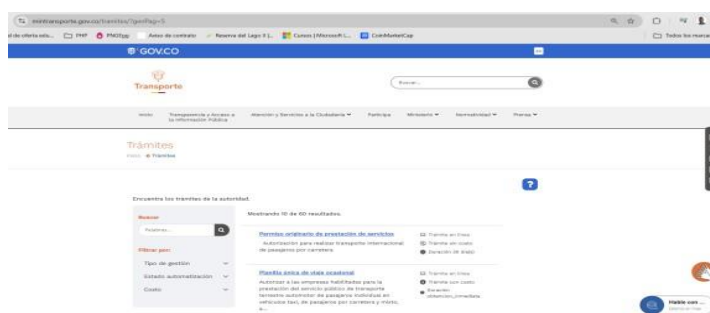 mintransporte.gov.co/tramites/?genPag=5
PHP
Aviso de contrato
Reserva del Lago II |...
Cursos | Microsoft L...
CoinMarketCap
Todos los marca
GOV.CO
Transporte
Buscar...
Inicio
Transparencia y Acceso a la Información Pública
Atención y Servicios a la Ciudadanía
Participa
Ministerio
Normatividad
Prensa
Trámites
Inicio
Trámites
?
Encuentra los trámites de la autoridad.
Buscar
Mostrando 10 de 60 resultados.
Filtrar por:
Tipo de gestión
Estado automatización
Costo
Permiso originario de prestación de servicios
Autorización para realizar transporte internacional
de pasajeros por carretera
Trámite en línea
Trámite sin costo
Planilla única de viaje ocasional
Autorizar a las empresas habilitadas para la
prestación del servicio público de transporte
terrestre automotor de pasajeros individual en
vehículos taxi, de pasajeros por carretera y mixto,
Trámite en línea
Trámite con costo
Duración
obtencion_inmediata
Hable con ...